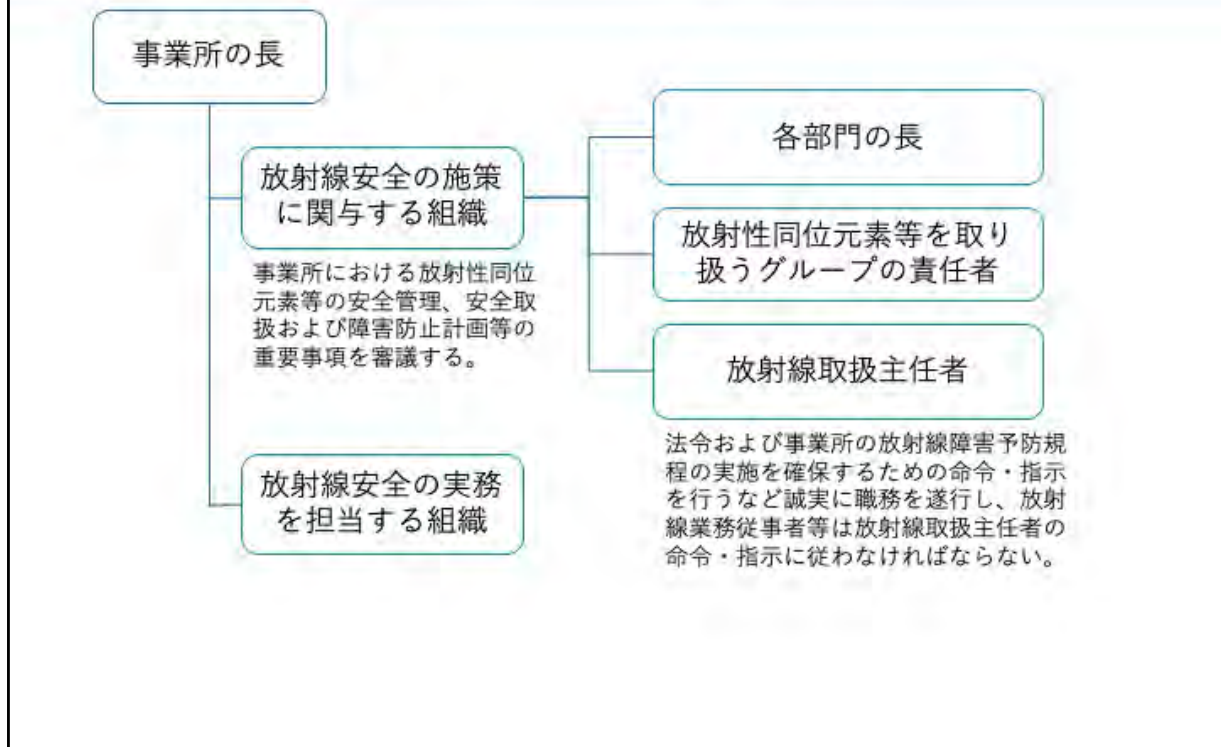 事業所の長
放射線安全の施策
に関与する組織
事業所における放射性同位
元素等の安全管理、安全取
扱および障害防止計画等の
重要事項を審議する。
放射線安全の実務
を担当する組織
各部門の長
放射性同位元素等を取り
扱うグループの責任者
放射線取扱主任者
法令および事業所の放射線障害予防規
程の実施を確保するための命令・指示
を行うなど誠実に職務を遂行し、放射
線業務従事者等は放射線取扱主任者の
命令・指示に従わなければならない。